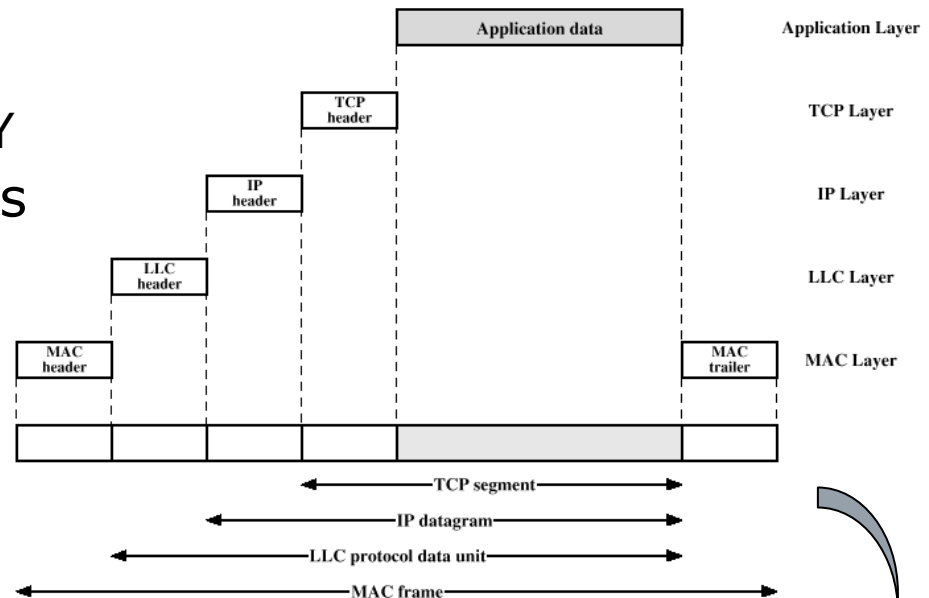 Application data
Application Layer
TCP
header
TCP Layer
Y
s
IP
header
IP Layer
LLC
header
LLC Layer
MAC
header
MAC
trailer
MAC Layer
TCP segment
IP datagram
LLC protocol data unit
MAC frame